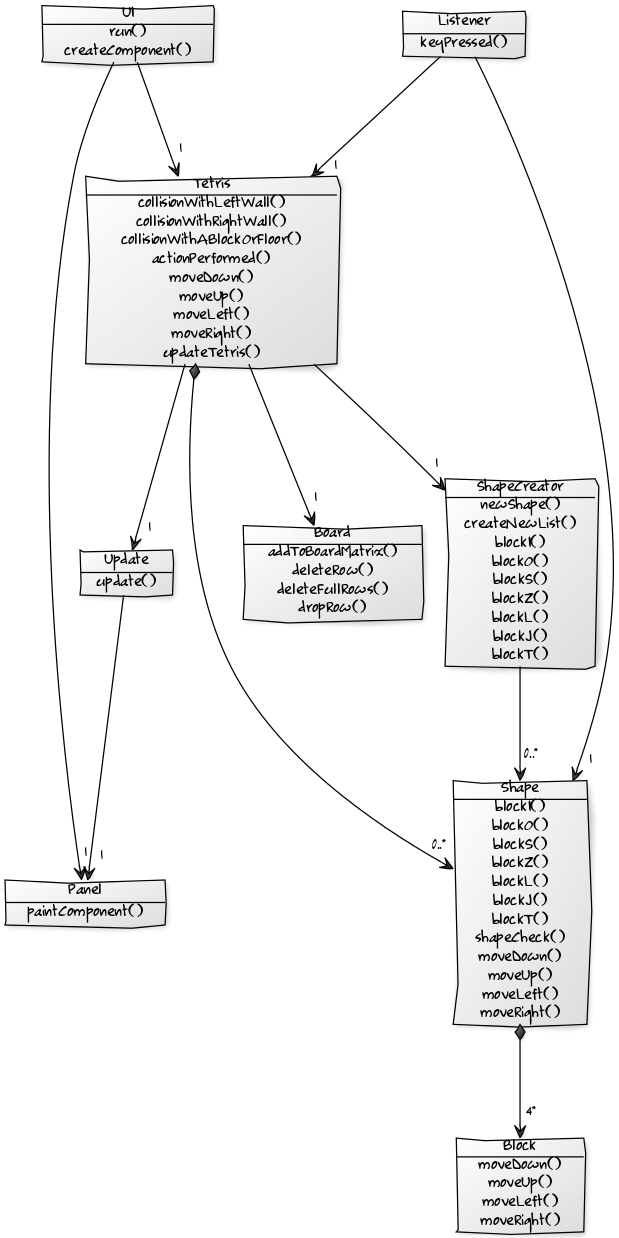 UI
run()
createComponent()
Listener
keyPressed()
1
1
Tetris
collisionWithLeftWall()
collisionWithRightWall()
collisionWithABlockOrFloor()
actionPerformed()
moveDown()
moveUp()
moveLeft()
moveRight()
updateTetris()
1
1
1
ShapeCreator
newShape()
createNewList()
blockI()
blockO()
blockS()
blockZ()
blockL()
blockJ()
blockT()
Board
addToBoardMatrix()
deleteRow()
deleteFullRows()
dropRow()
Update
update()
0..*
1
Shape
blockI()
blockO()
blockS()
blockZ()
blockL()
blockJ()
blockT()
shapeCheck()
moveDown()
moveUp()
moveLeft()
moveRight()
0..*
1
1
Panel
paintComponent()
4*
Block
moveDown()
moveUp()
moveLeft()
moveRight()